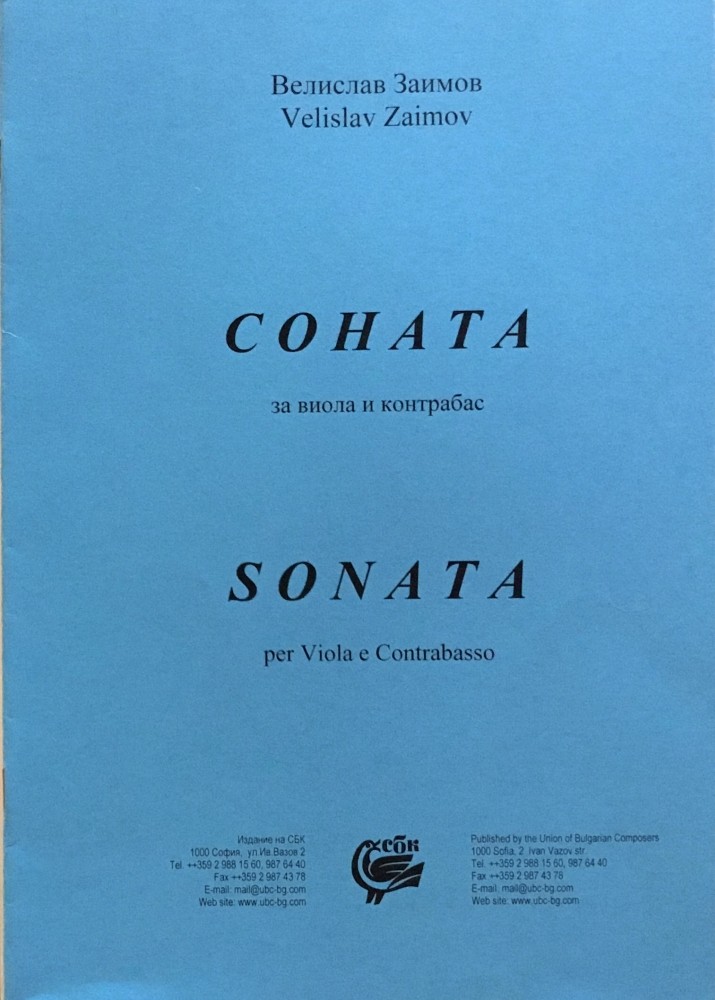 Велислав Заимов
Velislav Zaimov
СОНАТА
за виола и контрабас
SONATA
per Viola e Contrabasso
Издание на СБК
1000 София, ул.Ив.Вазов 2
Tel. ++359 2 988 15 60, 987 64 40
Fax ++359 2 987 43 78
E-mail: mail@ubc-bg.com
Web site: www.ubc-bg.com
хсбк
Published by the Union of Bulgarian Composers
1000 Sofia, 2. Ivan Vazov str.
Tel. ++359 2 988 15 60, 987 64 40
Fax ++359 2 987 43 78
E-mail: mail@ubc-bg.com
Web site: www.ubc-bg.com